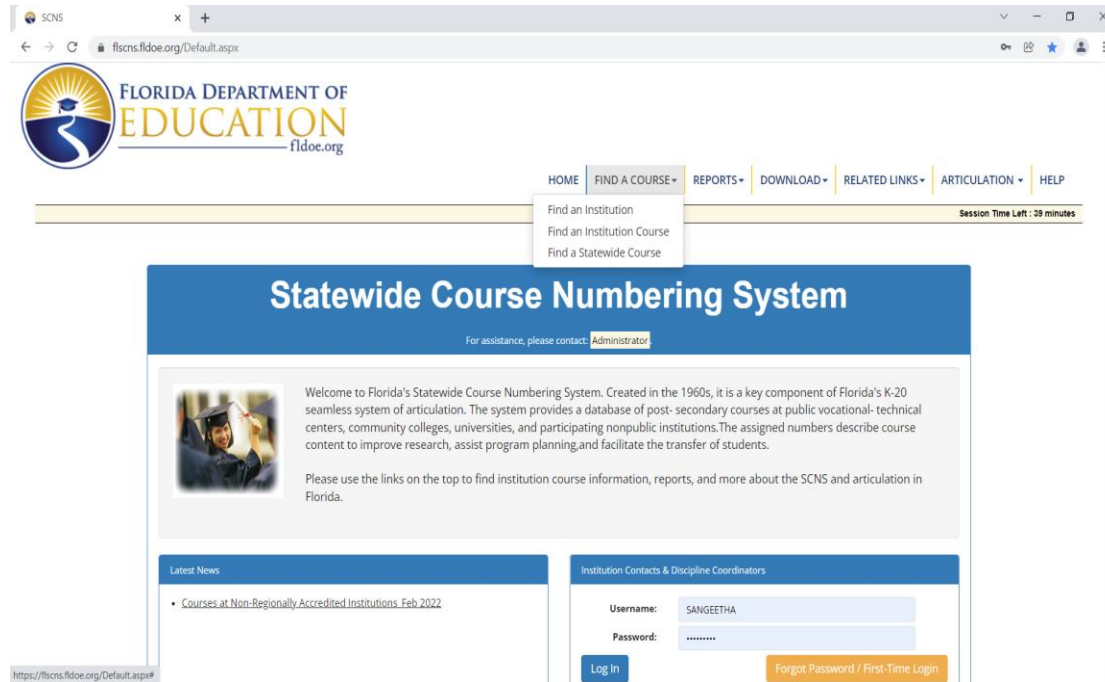 SCNS
flscns.fldoe.org/Default.aspx
FLORIDA DEPARTMENT OF
EDUCATION
fldoe.org
HOME FIND A COURSE REPORTS DOWNLOAD RELATED LINKS ARTICULATION HELP
Find an Institution
Find an Institution Course
Find a Statewide Course
Session Time Left : 39 minutes
Statewide Course Numbering System
For assistance, please contact: Administrator.
Welcome to Florida's Statewide Course Numbering System. Created in the 1960s, it is a key component of Florida's K-20
seamless system of articulation. The system provides a database of post- secondary courses at public vocational- technical
centers, community colleges, universities, and participating nonpublic institutions.The assigned numbers describe course
content to improve research, assist program planning,and facilitate the transfer of students.
Please use the links on the top to find institution course information, reports, and more about the SCNS and articulation in
Florida.
Latest News
• Courses at Non-Regionally Accredited Institutions Feb 2022
Institution Contacts & Discipline Coordinators
Username: SANGEETHA
Password: •••••••••
Log In Forgot Password / First-Time Login
https://flscns.fldoe.org/Default.aspx#